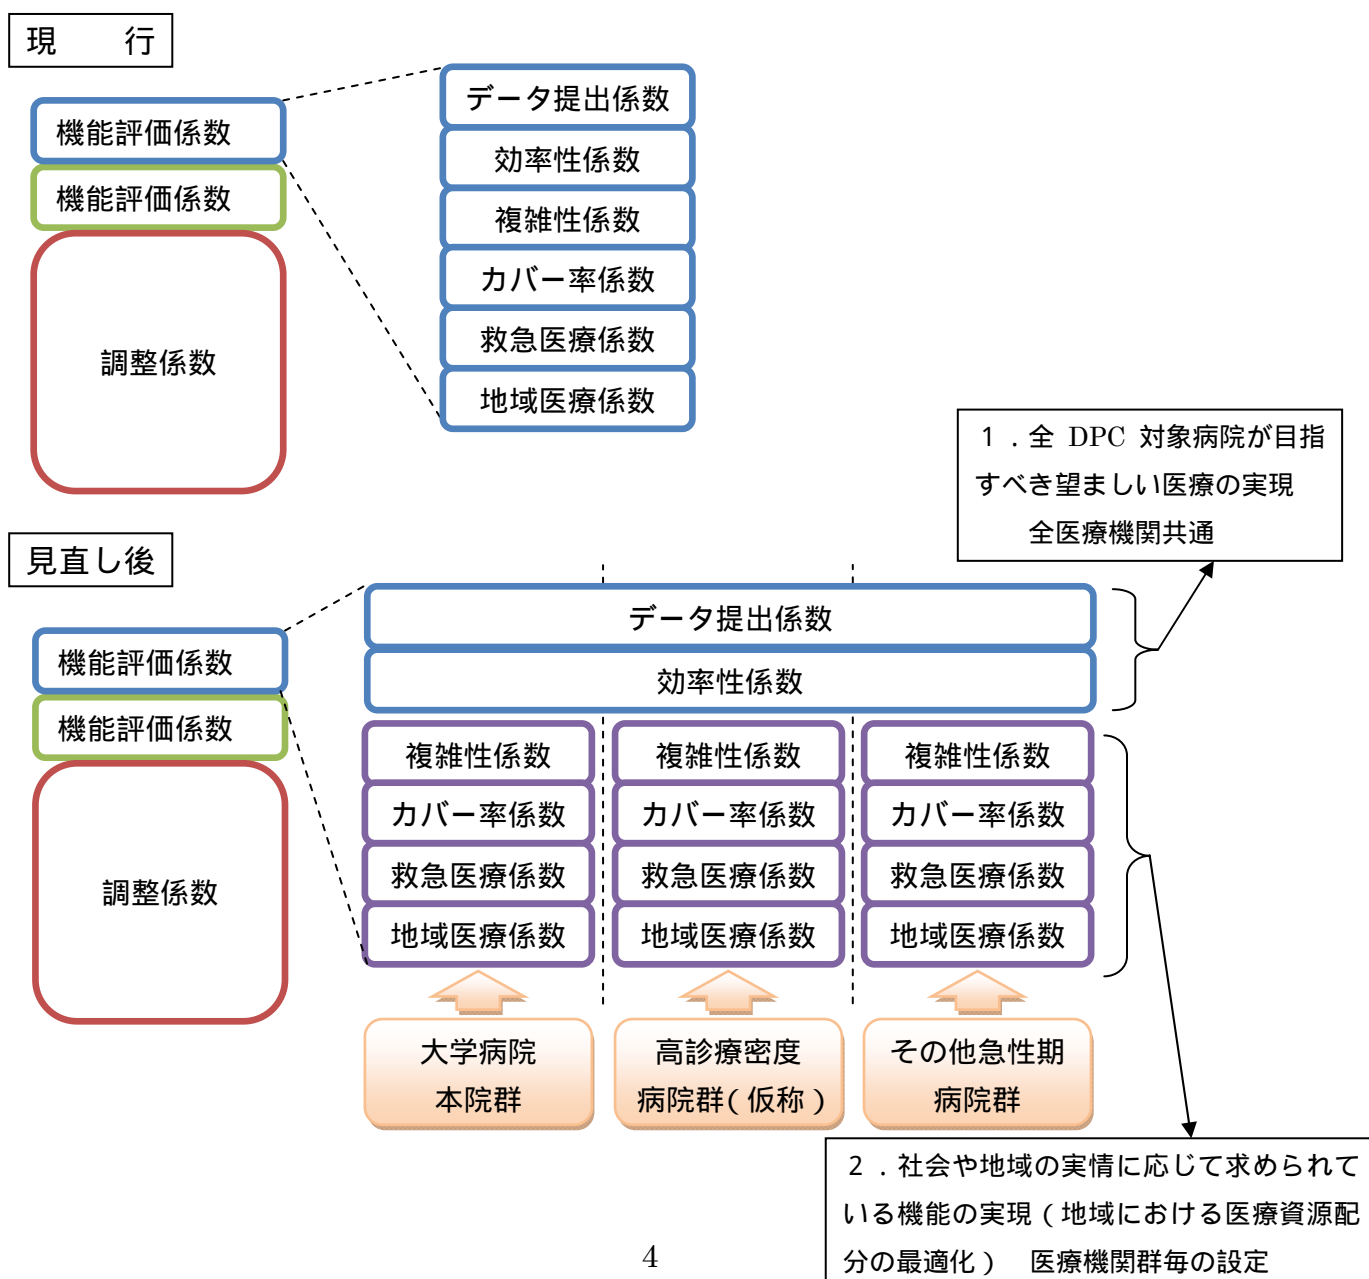 現　　行
機能評価係数
機能評価係数
調整係数
データ提出係数
効率性係数
複雑性係数
カバー率係数
救急医療係数
地域医療係数
１．全 DPC 対象病院が目指
すべき望ましい医療の実現
全医療機関共通
見直し後
機能評価係数
機能評価係数
調整係数
データ提出係数
効率性係数
複雑性係数
カバー率係数
救急医療係数
地域医療係数
複雑性係数
カバー率係数
救急医療係数
地域医療係数
複雑性係数
カバー率係数
救急医療係数
地域医療係数
大学病院
本院群
高診療密度
病院群（仮称）
その他急性期
病院群
２．社会や地域の実情に応じて求められて
いる機能の実現（地域における医療資源配
分の最適化）　医療機関群毎の設定
4